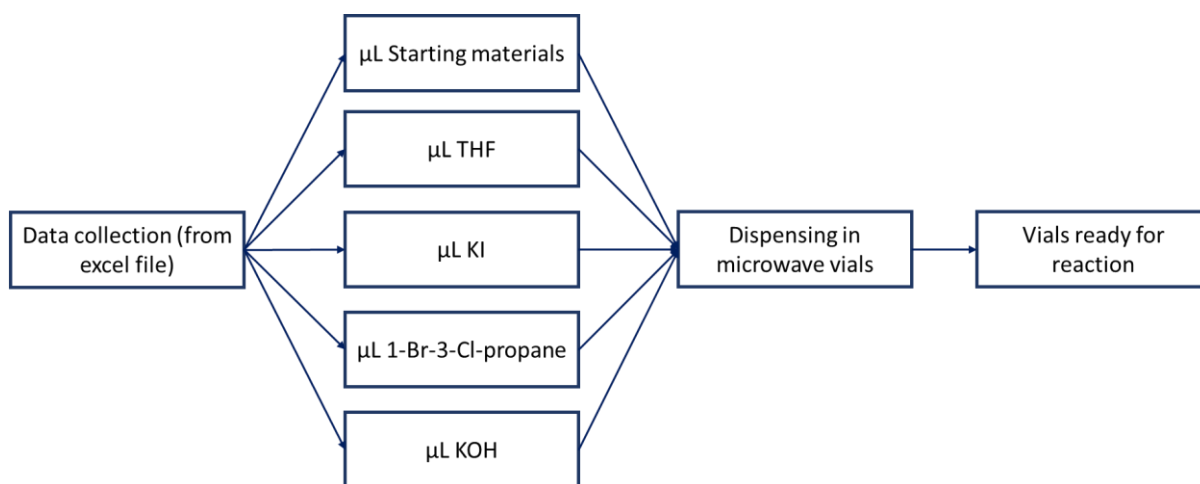 Data collection (from
excel file)
µL Starting materials
µL THF
µL KI
µL 1-Br-3-Cl-propane
µL KOH
Dispensing in
microwave vials
Vials ready for
reaction